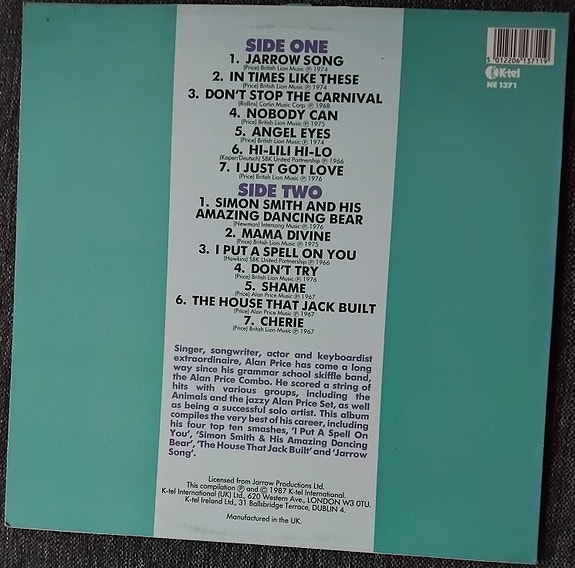 SIDE ONE
1. JARROW SONG
(Price) British Lion Music ℗ 1974
2. IN TIMES LIKE THESE
(Price) British Lion Music ℗ 1974
3. DON'T STOP THE CARNIVAL
(Rollins) Carlin Music Corp. ℗ 1968
4. NOBODY CAN
(Price) British Lion Music ℗ 1975
5. ANGEL EYES
(Price) British Lion Music ℗ 1974
6. HI-LILI HI-LO
(Kaper/Deutsch) SBK United Partnership ℗ 1966
7. I JUST GOT LOVE
(Price) British Lion Music ℗ 1976
SIDE TWO
1. SIMON SMITH AND HIS
AMAZING DANCING BEAR
(Newman) Intersong Music ℗ 1976
2. MAMA DIVINE
(Price) British Lion Music ℗ 1975
3. I PUT A SPELL ON YOU
(Hawkins) SBK United Partnership ℗ 1966
4. DON'T TRY
(Price) British Lion Music ℗ 1976
5. SHAME
(Price) Alan Price Music ℗ 1967
6. THE HOUSE THAT JACK BUILT
(Price) Alan Price Music ℗ 1967
7. CHERIE
(Price) British Lion Music ℗ 1967
Singer, songwriter, actor and keyboardist
extraordinaire, Alan Price has come a long
way since his grammar school skiffle band,
the Alan Price Combo. He scored a string of
hits with various groups, including the
Animals and the jazzy Alan Price Set, as well
as being a successful solo artist. This album
compiles the very best of his career, including
his four top ten smashes, 'I Put A Spell On
You', 'Simon Smith & His Amazing Dancing
Bear', 'The House That Jack Built' and 'Jarrow
Song'.
Licensed from Jarrow Productions Ltd.
This compilation ℗ and © 1987 K-tel International.
K-tel International (UK) Ltd., 620 Western Ave., LONDON W3 0TU.
K-tel Ireland Ltd., 31 Ballsbridge Terrace, DUBLIN 4.
Manufactured in the UK.
5 012206 137119
K-tel
NE 1371